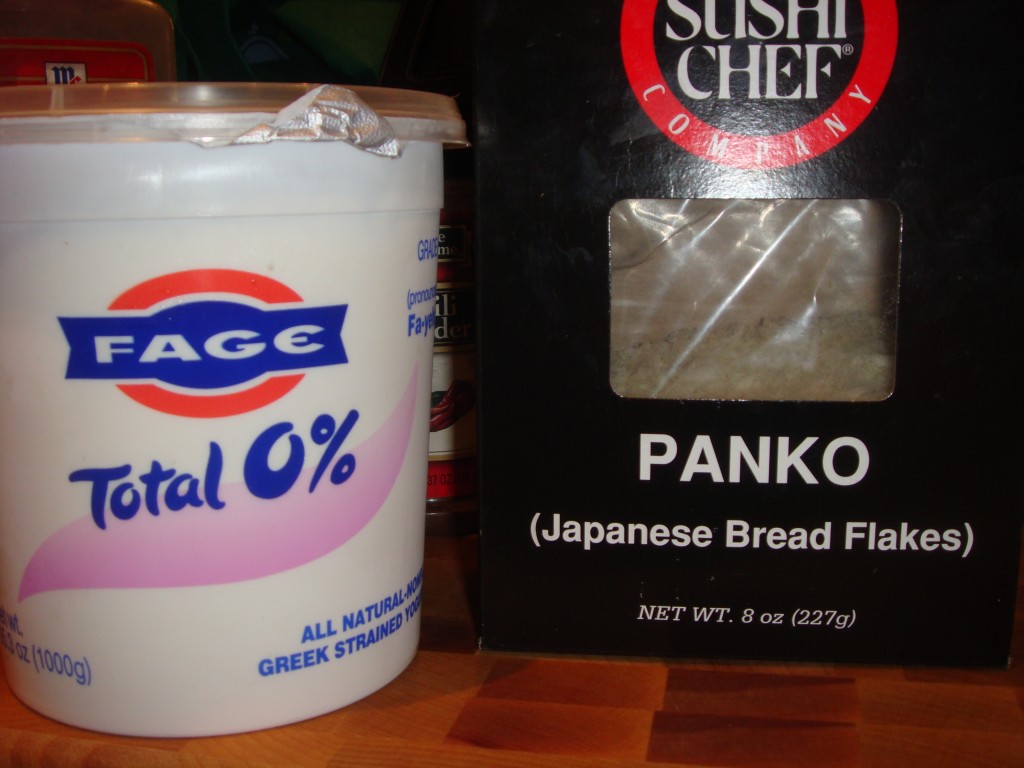 FAGE
Total 0%
ALL NATURAL
GREEK STRAINED
(1000g)
SUSHI
CHEF®
COMPANY
PANKO
(Japanese Bread Flakes)
NET WT. 8 oz (227g)